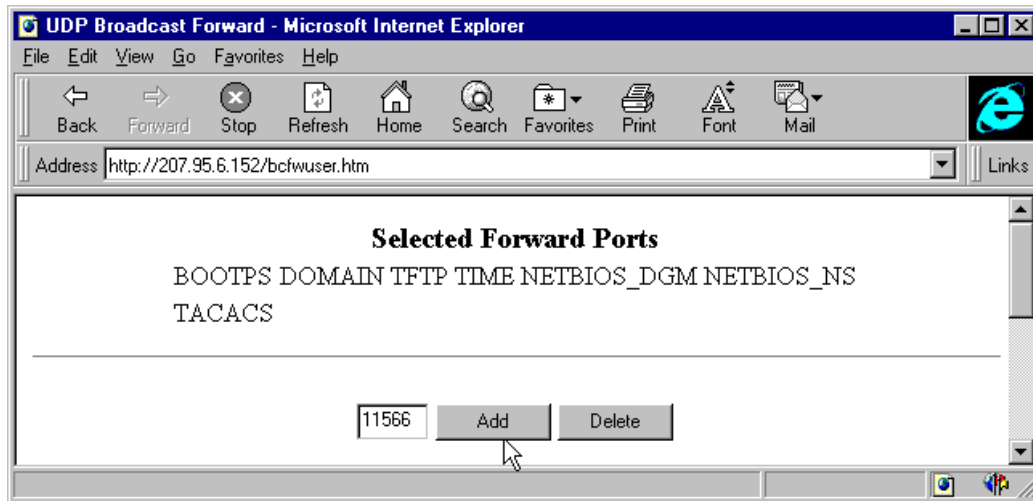 UDP Broadcast Forward - Microsoft Internet Explorer
File Edit View Go Favorites Help
Back Forward Stop Refresh Home Search Favorites Print Font Mail
Address http://207.95.6.152/bcfwuser.htm Links
Selected Forward Ports
BOOTPS DOMAIN TFTP TIME NETBIOS_DGM NETBIOS_NS
TACACS
11566 Add Delete